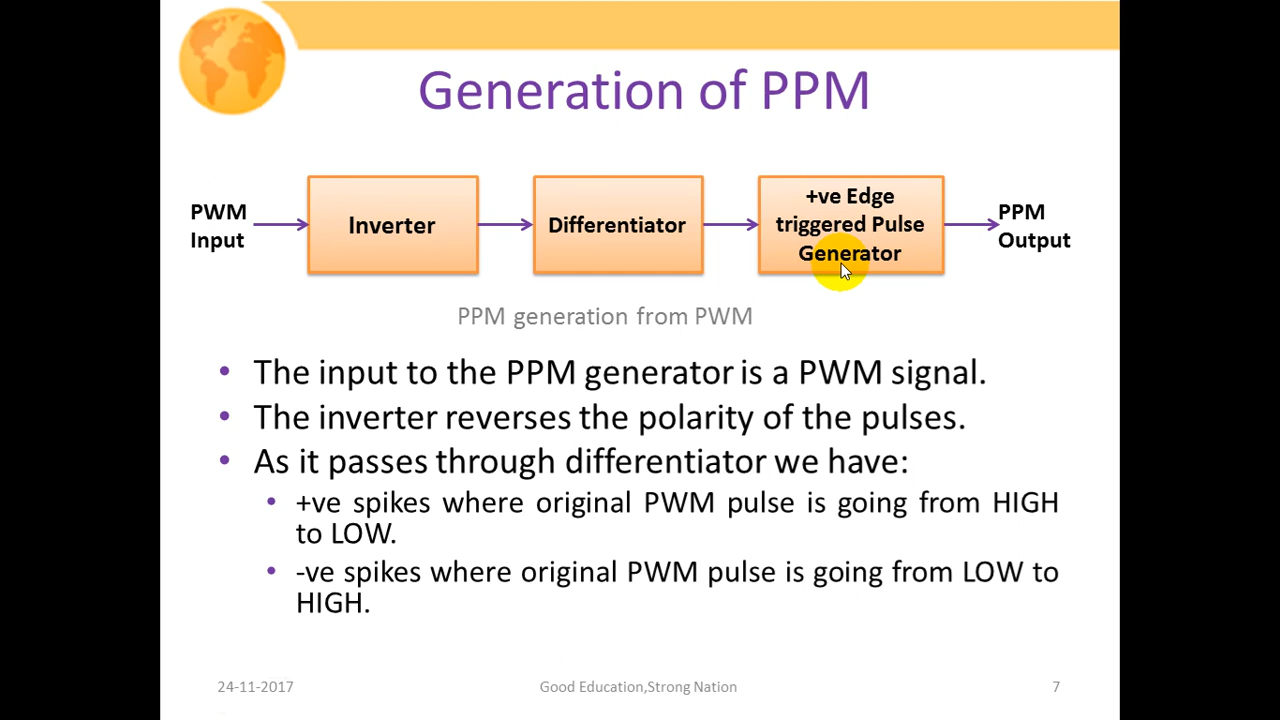 Generation of PPM
PWM
Input
Inverter
Differentiator
+ve Edge
triggered Pulse
Generator
PPM
Output
PPM generation from PWM
• The input to the PPM generator is a PWM signal.
• The inverter reverses the polarity of the pulses.
• As it passes through differentiator we have:
• +ve spikes where original PWM pulse is going from HIGH
to LOW.
• -ve spikes where original PWM pulse is going from LOW to
HIGH.
24-11-2017
Good Education,Strong Nation
7